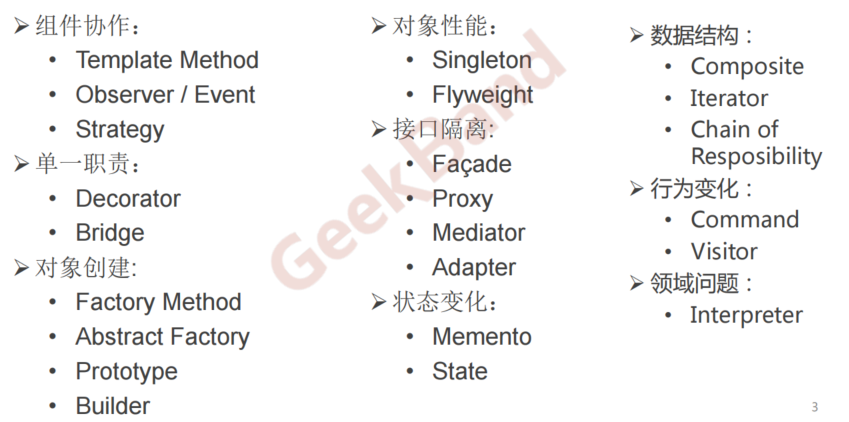 ➢组件协作：
• Template Method
• Observer / Event
• Strategy
➢单一职责：
• Decorator
• Bridge
➢对象创建:
• Factory Method
• Abstract Factory
• Prototype
• Builder
➢对象性能：
• Singleton
• Flyweight
➢接口隔离:
• Façade
• Proxy
• Mediator
• Adapter
➢状态变化：
• Memento
• State
➢数据结构：
• Composite
• Iterator
• Chain of
Resposibility
➢行为变化：
• Command
• Visitor
➢领域问题：
• Interpreter
GeekBand
3